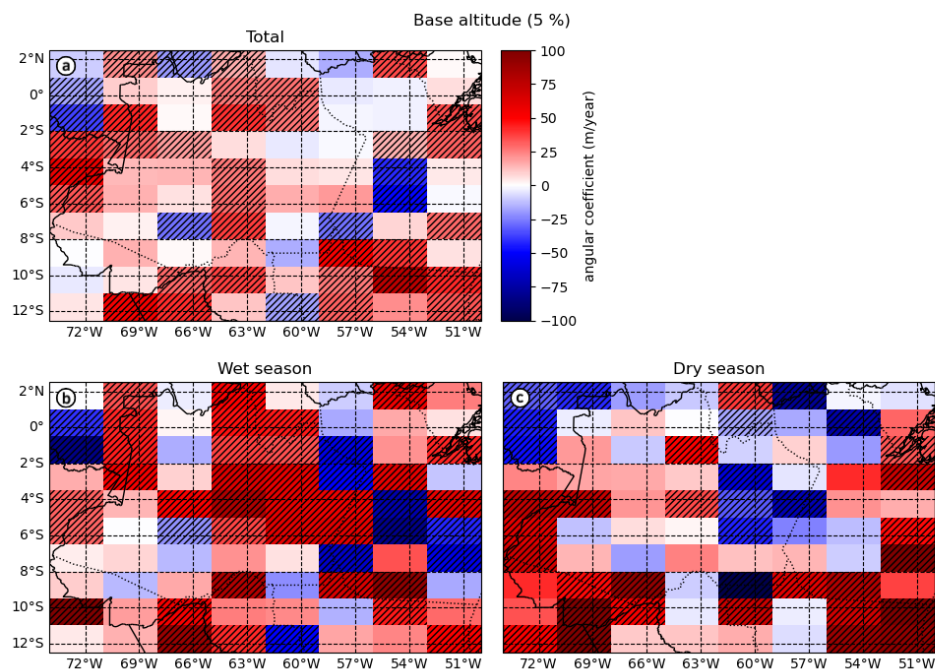 Base altitude (5 %)
Total
a
2°N
0°
2°S
4°S
6°S
8°S
10°S
12°S
72°W 69°W 66°W 63°W 60°W 57°W 54°W 51°W
100
75
50
25
0
−25
−50
−75
−100
angular coefficient (m/year)
Wet season
b
2°N
0°
2°S
4°S
6°S
8°S
10°S
12°S
72°W 69°W 66°W 63°W 60°W 57°W 54°W 51°W
Dry season
c
72°W 69°W 66°W 63°W 60°W 57°W 54°W 51°W